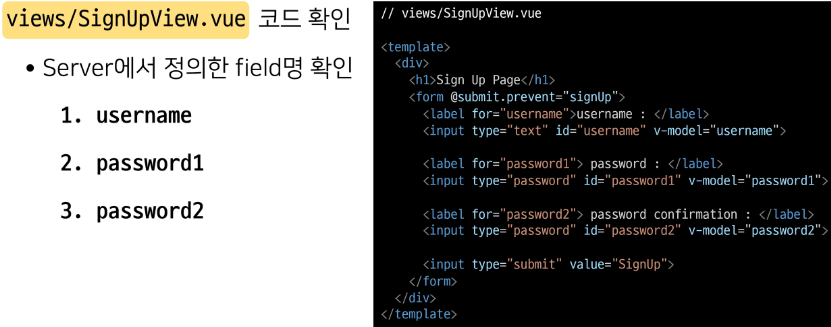 views/SignUpView.vue 코드 확인
• Server에서 정의한 field명 확인
1. username
2. password1
3. password2
// views/SignUpView.vue
<template>
<div>
<h1>Sign Up Page</h1>
<form @submit.prevent="signUp">
<label for="username">username : </label>
<input type="text" id="username" v-model="username">
<label for="password1"> password : </label>
<input type="password" id="password1" v-model="password1">
<label for="password2"> password confirmation : </label>
<input type="password" id="password2" v-model="password2">
<input type="submit" value="SignUp">
</form>
</div>
</template>